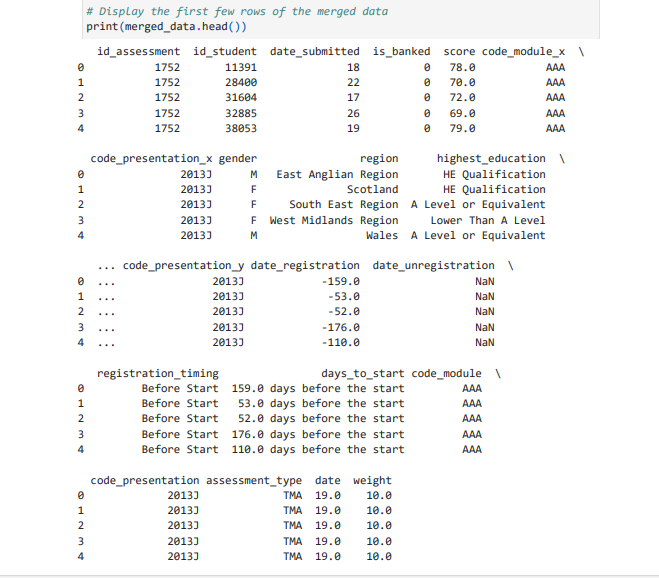 # Display the first few rows of the merged data
print(merged_data.head())
id_assessment id_student date_submitted is_banked score code_module_x \
0 1752 11391 18 0 78.0 AAA
1 1752 28400 22 0 70.0 AAA
2 1752 31604 17 0 72.0 AAA
3 1752 32885 26 0 69.0 AAA
4 1752 38053 19 0 79.0 AAA
code_presentation_x gender region highest_education \
0 2013J M East Anglian Region HE Qualification
1 2013J F Scotland HE Qualification
2 2013J F South East Region A Level or Equivalent
3 2013J F West Midlands Region Lower Than A Level
4 2013J M Wales A Level or Equivalent
... code_presentation_y date_registration date_unregistration \
0 ... 2013J -159.0 NaN
1 ... 2013J -53.0 NaN
2 ... 2013J -52.0 NaN
3 ... 2013J -176.0 NaN
4 ... 2013J -110.0 NaN
registration_timing days_to_start code_module \
0 Before Start 159.0 days before the start AAA
1 Before Start 53.0 days before the start AAA
2 Before Start 52.0 days before the start AAA
3 Before Start 176.0 days before the start AAA
4 Before Start 110.0 days before the start AAA
code_presentation assessment_type date weight
0 2013J TMA 19.0 10.0
1 2013J TMA 19.0 10.0
2 2013J TMA 19.0 10.0
3 2013J TMA 19.0 10.0
4 2013J TMA 19.0 10.0